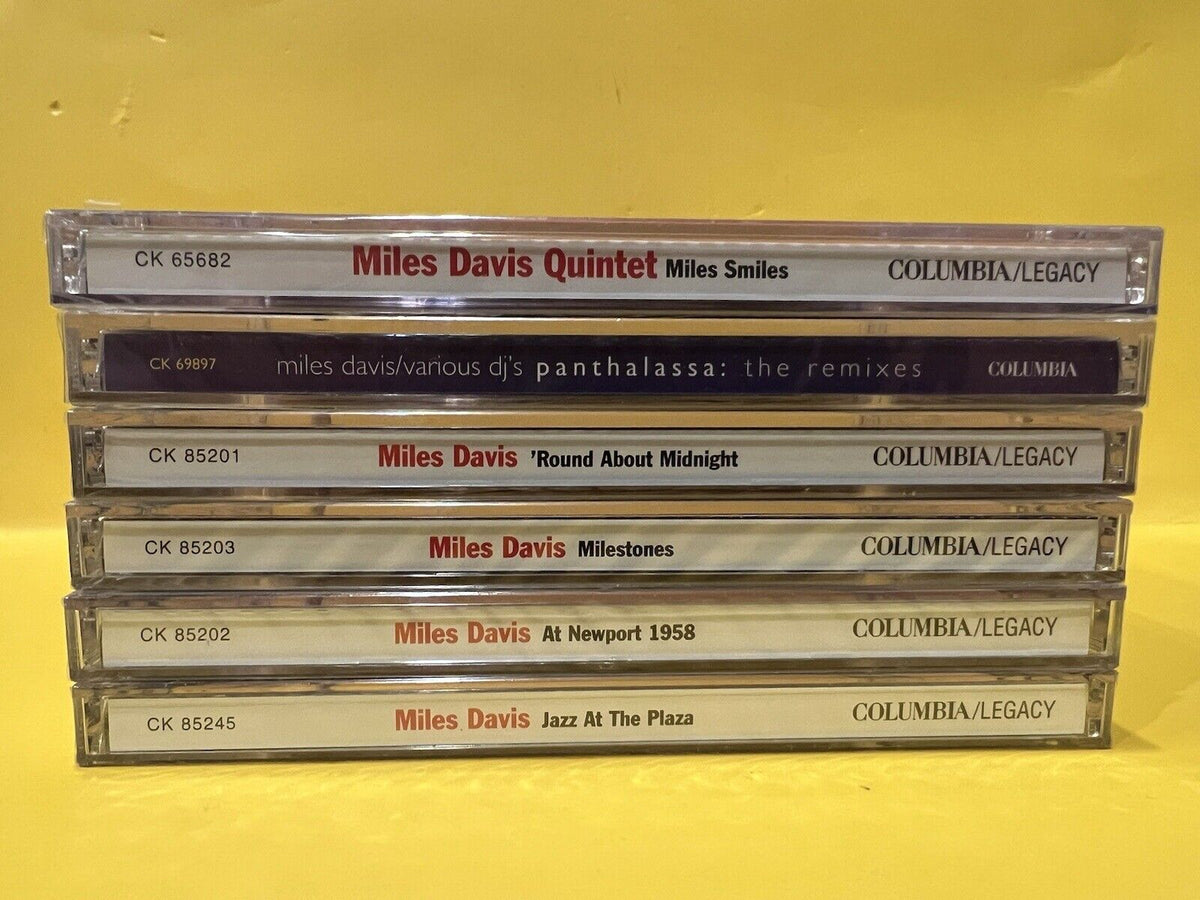 CK 65682 Miles Davis Quintet Miles Smiles COLUMBIA/LEGACY
CK 69897 miles davis/various dj's panthalassa: the remixes COLUMBIA
CK 85201 Miles Davis 'Round About Midnight COLUMBIA/LEGACY
CK 85203 Miles Davis Milestones COLUMBIA/LEGACY
CK 85202 Miles Davis At Newport 1958 COLUMBIA/LEGACY
CK 85245 Miles Davis Jazz At The Plaza COLUMBIA/LEGACY